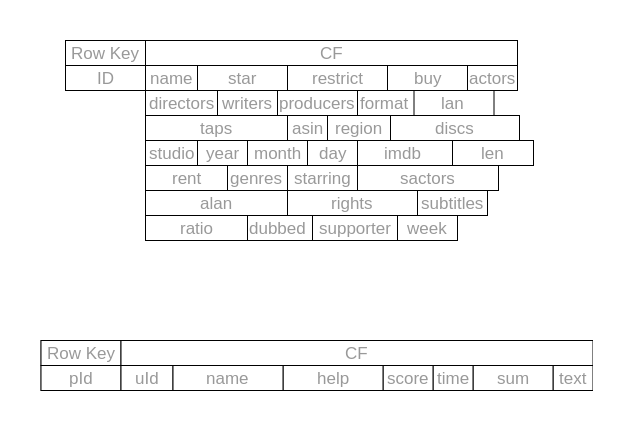 Row Key CF
ID name star restrict buy actors
directors writers producers format lan
taps asin region discs
studio year month day imdb len
rent genres starring sactors
alan rights subtitles
ratio dubbed supporter week
Row Key CF
pId uId name help score time sum text